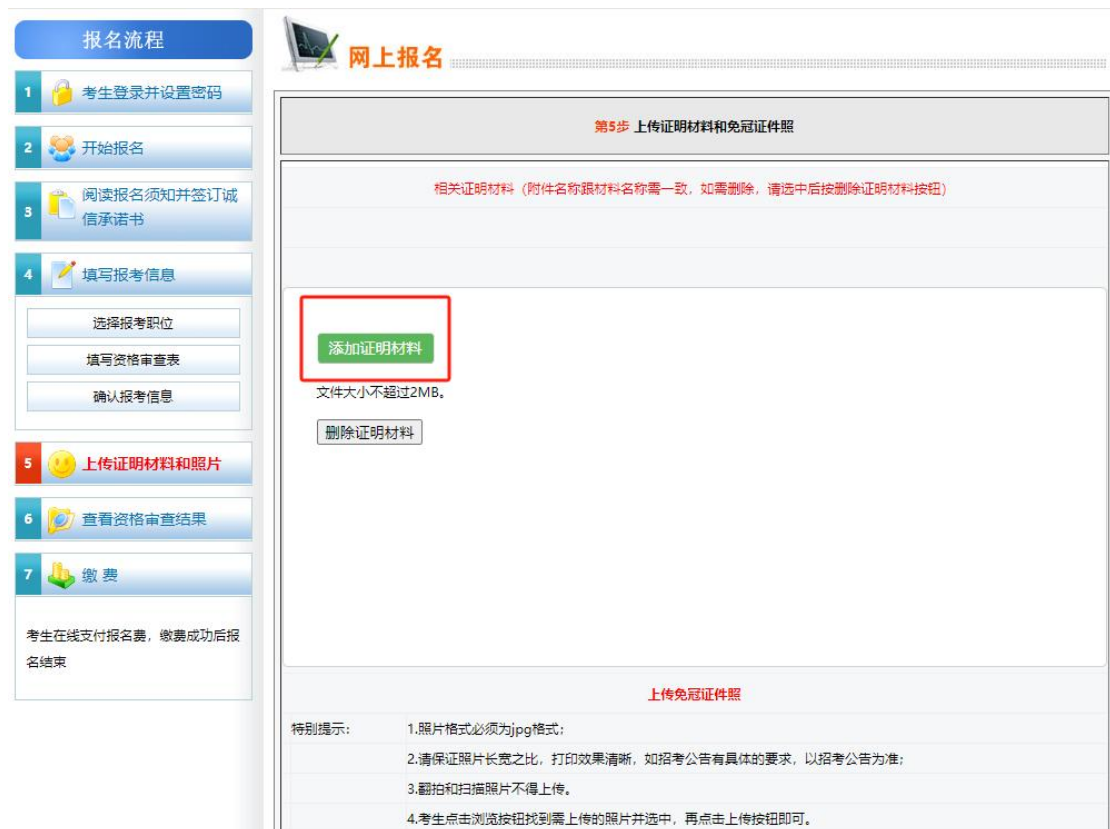 报名流程
1 考生登录并设置密码
2 开始报名
3 阅读报名须知并签订诚
信承诺书
4 填写报考信息
选择报考职位
填写资格审查表
确认报考信息
5 上传证明材料和照片
6 查看资格审查结果
7 缴 费
考生在线支付报名费，缴费成功后报
名结束
网上报名
第5步 上传证明材料和免冠证件照
相关证明材料（附件名称跟材料名称需一致，如需删除，请选中后按删除证明材料按钮）
添加证明材料
文件大小不超过2MB。
删除证明材料
上传免冠证件照
特别提示： 1.照片格式必须为jpg格式；
2.请保证照片长宽之比，打印效果清晰，如招考公告有具体的要求，以招考公告为准；
3.翻拍和扫描照片不得上传。
4.考生点击浏览按钮找到需上传的照片并选中，再点击上传按钮即可。